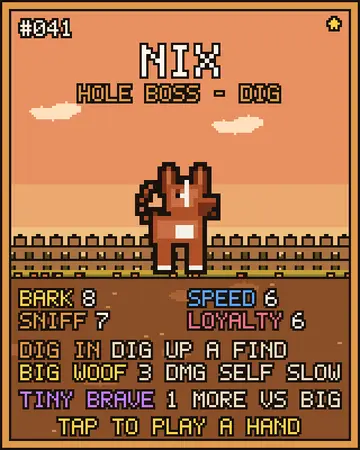 #041
NIX
HOLE BOSS - DIG
BARK 8 SPEED 6
SNIFF 7 LOYALTY 6
DIG IN DIG UP A FIND
BIG WOOF 3 DMG SELF SLOW
TINY BRAVE 1 MORE VS BIG
TAP TO PLAY A HAND